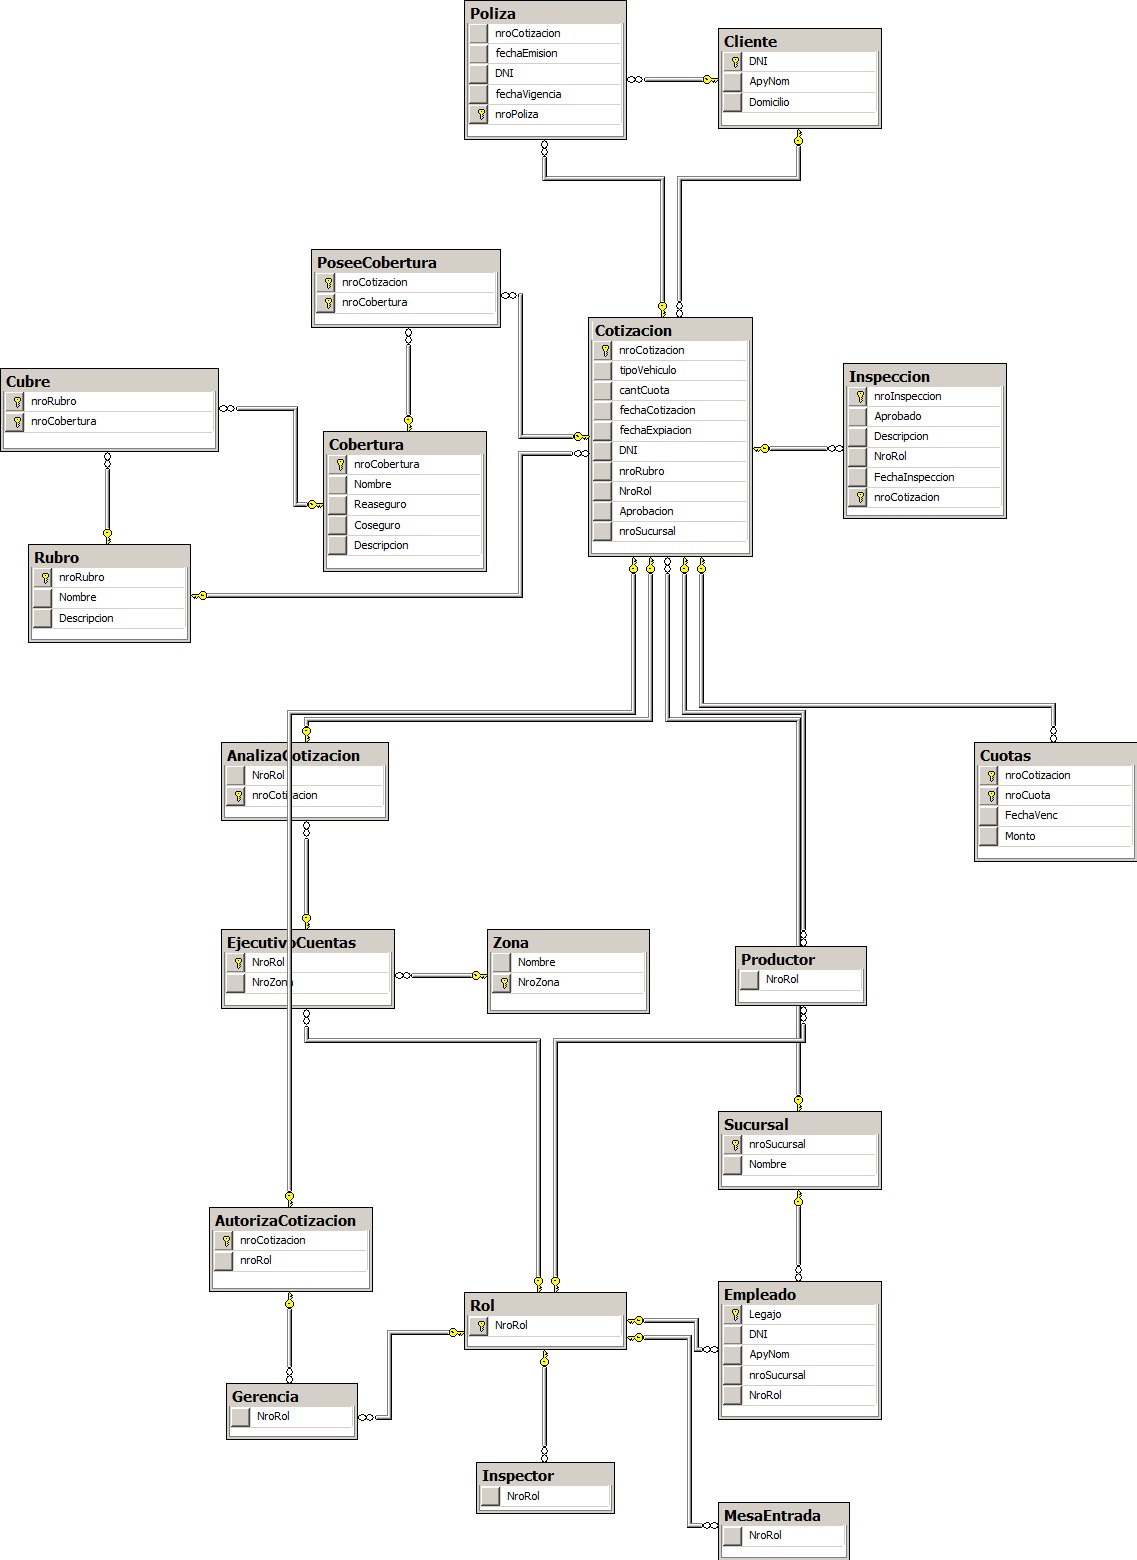 Poliza
nroCotizacion
fechaEmision
DNI
fechaVigencia
nroPoliza
Cliente
DNI
ApyNom
Domicilio
PoseeCobertura
nroCotizacion
nroCobertura
Cotizacion
nroCotizacion
tipoVehiculo
cantCuota
fechaCotizacion
fechaExpiacion
DNI
nroRubro
NroRol
Aprobacion
nroSucursal
Inspeccion
nroInspeccion
Aprobado
Descripcion
NroRol
FechaInspeccion
nroCotizacion
Cubre
nroRubro
nroCobertura
Cobertura
nroCobertura
Nombre
Reaseguro
Coseguro
Descripcion
Rubro
nroRubro
Nombre
Descripcion
AnalizaCotizacion
NroRol
nroCotizacion
Cuotas
nroCotizacion
nroCuota
FechaVenc
Monto
EjecutivoCuentas
NroRol
NroZona
Zona
Nombre
NroZona
Productor
NroRol
Sucursal
nroSucursal
Nombre
AutorizaCotizacion
nroCotizacion
nroRol
Rol
NroRol
Empleado
Legajo
DNI
ApyNom
nroSucursal
NroRol
Gerencia
NroRol
Inspector
NroRol
MesaEntrada
NroRol